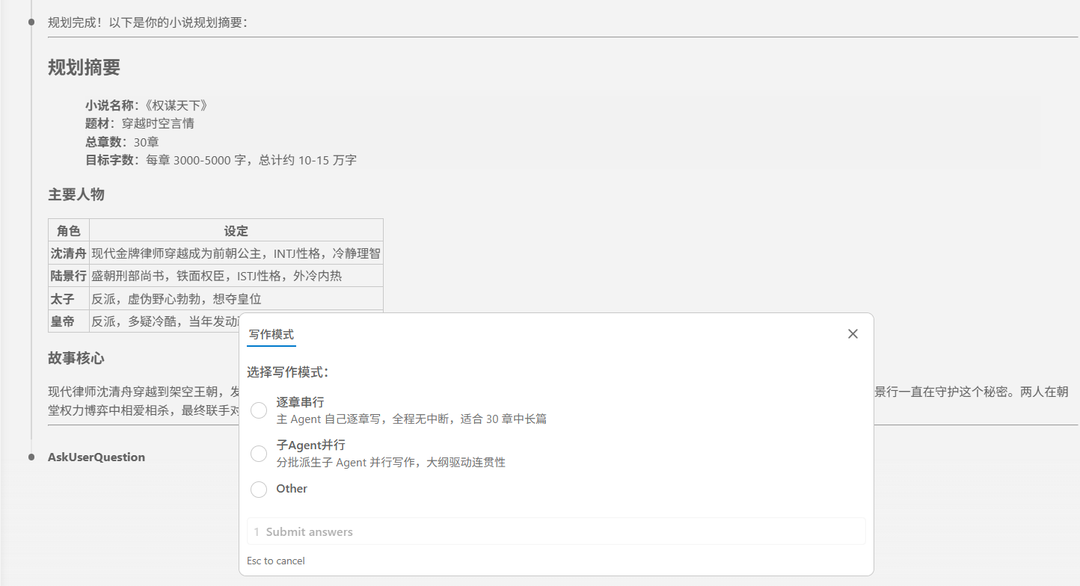 规划完成！以下是你的小说规划摘要：
规划摘要
小说名称：《权谋天下》
题材：穿越时空言情
总章数：30章
目标字数：每章 3000-5000 字，总计约 10-15 万字
主要人物
角色 设定
沈清舟 现代金牌律师穿越成为前朝公主，INTJ性格，冷静理智
陆景行 盛朝刑部尚书，铁面权臣，ISTJ性格，外冷内热
太子 反派，虚伪野心勃勃，想夺皇位
皇帝 反派，多疑冷酷，当年发动
故事核心
现代律师沈清舟穿越到架空王朝，发
景行一直在守护这个秘密。两人在朝
堂权力博弈中相爱相杀，最终联手对
AskUserQuestion
写作模式
选择写作模式：
逐章串行
主 Agent 自己逐章写，全程无中断，适合 30 章中长篇
子Agent并行
分批派生子 Agent 并行写作，大纲驱动连贯性
Other
1 Submit answers
Esc to cancel